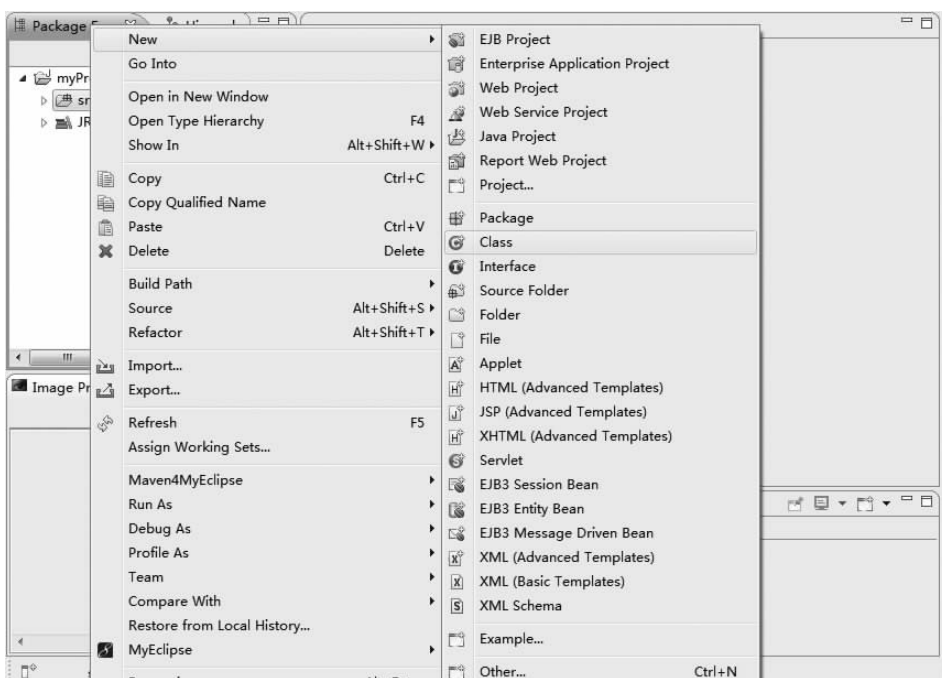 Package
myPr
sr
JR
Image Pr
New
Go Into
Open in New Window
Open Type Hierarchy F4
Show In Alt+Shift+W
Copy Ctrl+C
Copy Qualified Name
Paste Ctrl+V
Delete Delete
Build Path
Source Alt+Shift+S
Refactor Alt+Shift+T
Import...
Export...
Refresh F5
Assign Working Sets...
Maven4MyEclipse
Run As
Debug As
Profile As
Team
Compare With
Restore from Local History...
MyEclipse
EJB Project
Enterprise Application Project
Web Project
Web Service Project
Java Project
Report Web Project
Project...
Package
Class
Interface
Source Folder
Folder
File
Applet
HTML (Advanced Templates)
JSP (Advanced Templates)
XHTML (Advanced Templates)
Servlet
EJB3 Session Bean
EJB3 Entity Bean
EJB3 Message Driven Bean
XML (Advanced Templates)
XML (Basic Templates)
XML Schema
Example...
Other... Ctrl+N